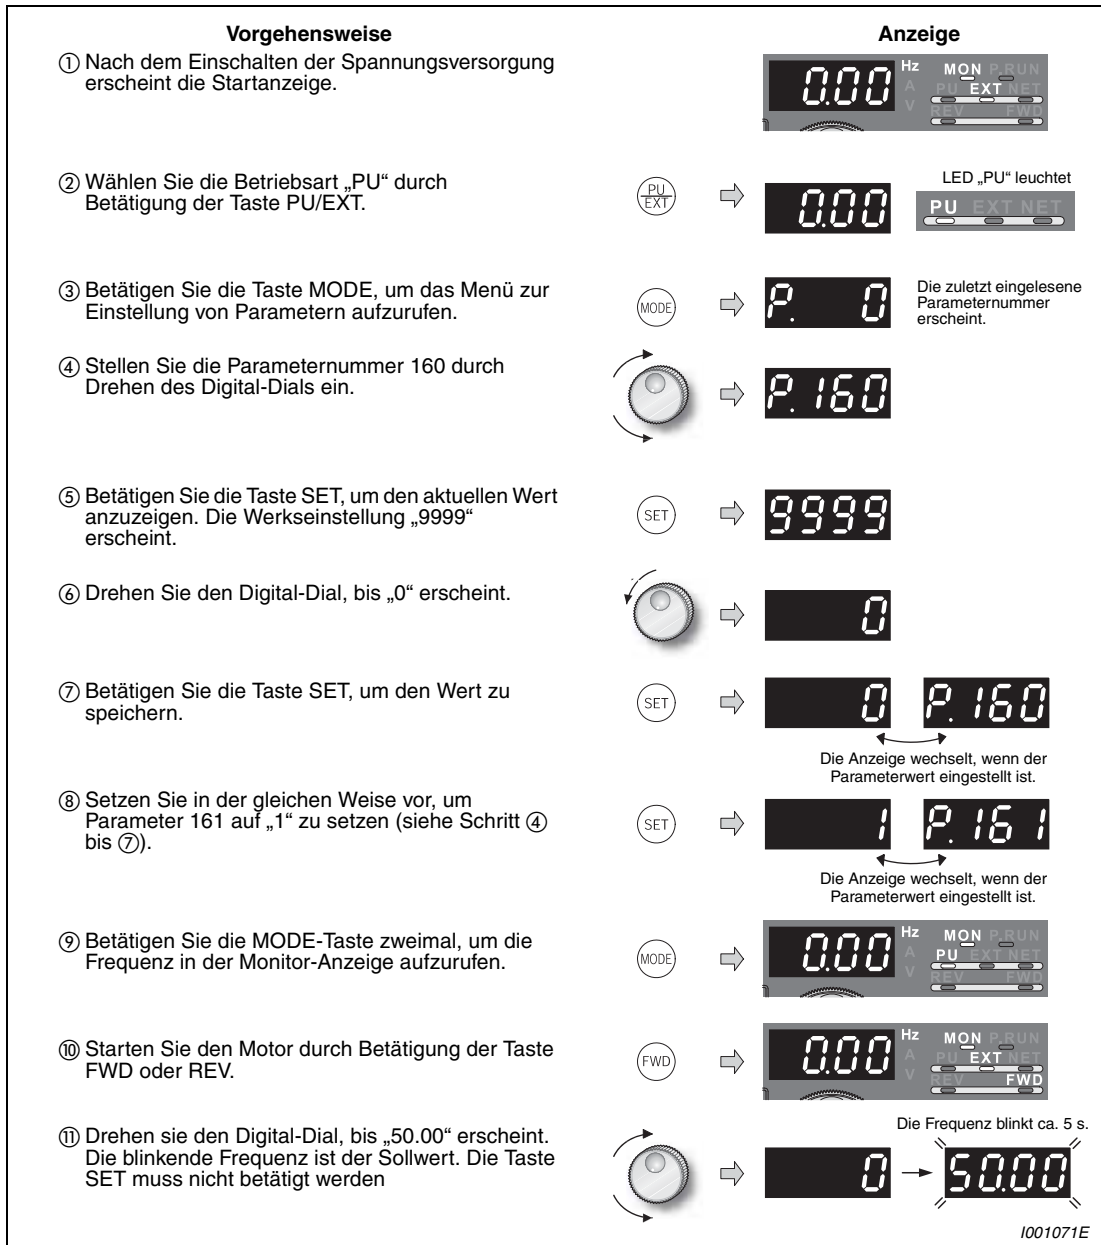 Vorgehensweise
Anzeige
① Nach dem Einschalten der Spannungsversorgung
erscheint die Startanzeige.
0.00
Hz
A
V
MON P.RUN
PU EXT NET
REV FWD
② Wählen Sie die Betriebsart „PU“ durch
Betätigung der Taste PU/EXT.
PU
EXT
0.00
LED „PU“ leuchtet
PU EXT NET
③ Betätigen Sie die Taste MODE, um das Menü zur
Einstellung von Parametern aufzurufen.
MODE
P. 0
Die zuletzt eingelesene
Parameternummer
erscheint.
④ Stellen Sie die Parameternummer 160 durch
Drehen des Digital-Dials ein.
P.160
⑤ Betätigen Sie die Taste SET, um den aktuellen Wert
anzuzeigen. Die Werkseinstellung „9999“
erscheint.
SET
9999
⑥ Drehen Sie den Digital-Dial, bis „0“ erscheint.
0
⑦ Betätigen Sie die Taste SET, um den Wert zu
speichern.
SET
0 P.160
Die Anzeige wechselt, wenn der
Parameterwert eingestellt ist.
⑧ Setzen Sie in der gleichen Weise vor, um
Parameter 161 auf „1“ zu setzen (siehe Schritt ④
bis ⑦).
SET
1 P.161
Die Anzeige wechselt, wenn der
Parameterwert eingestellt ist.
⑨ Betätigen Sie die MODE-Taste zweimal, um die
Frequenz in der Monitor-Anzeige aufzurufen.
MODE
0.00
Hz
A
V
MON P.RUN
PU EXT NET
REV FWD
⑩ Starten Sie den Motor durch Betätigung der Taste
FWD oder REV.
FWD
0.00
Hz
A
V
MON P.RUN
PU EXT NET
REV FWD
⑪ Drehen sie den Digital-Dial, bis „50.00“ erscheint.
Die blinkende Frequenz ist der Sollwert. Die Taste
SET muss nicht betätigt werden
Die Frequenz blinkt ca. 5 s.
0 50.00
I001071E